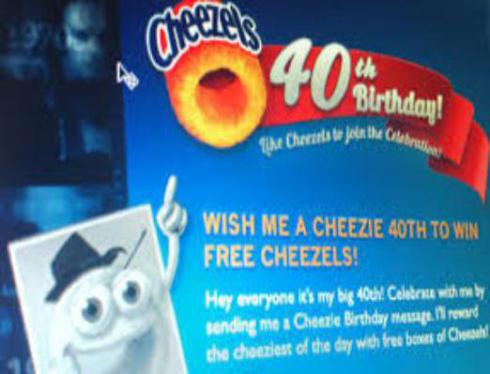 Cheezels
40th
Birthday!
Like Cheezels to join the Celebration!
WISH ME A CHEEZIE 40TH TO WIN
FREE CHEEZELS!
Hey everyone it's my big 40th! Celebrate with me by
sending me a Cheezie Birthday message. I'll reward
the cheeziest of the day with free boxes of Cheezels!